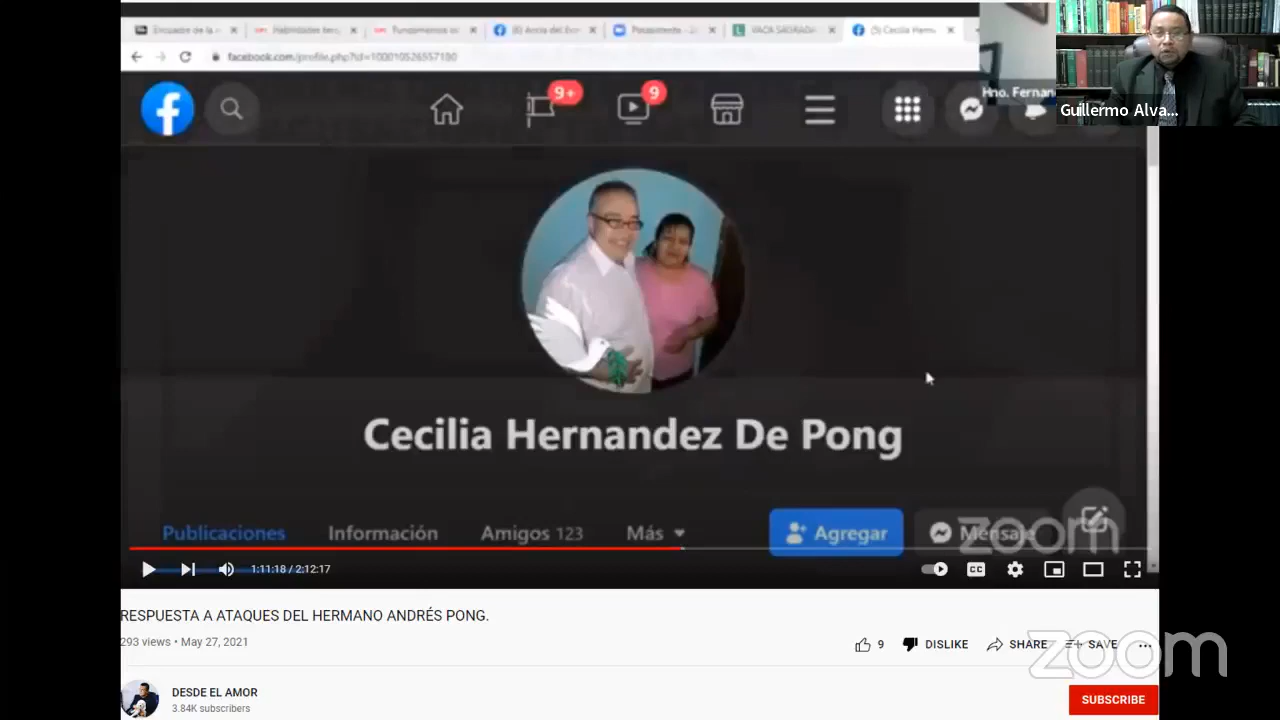 facebook.com/profile.php?id=100010526557180
Hno. Fernan
Guillermo Alva...
9+
9
Cecilia Hernandez De Pong
Publicaciones
Información
Amigos 123
Más
Agregar
Mensaje
zoom
1:11:18 / 2:12:17
CC
RESPUESTA A ATAQUES DEL HERMANO ANDRÉS PONG.
293 views • May 27, 2021
9
DISLIKE
SHARE
SAVE
...
zoom
DESDE EL AMOR
3.84K subscribers
SUBSCRIBE